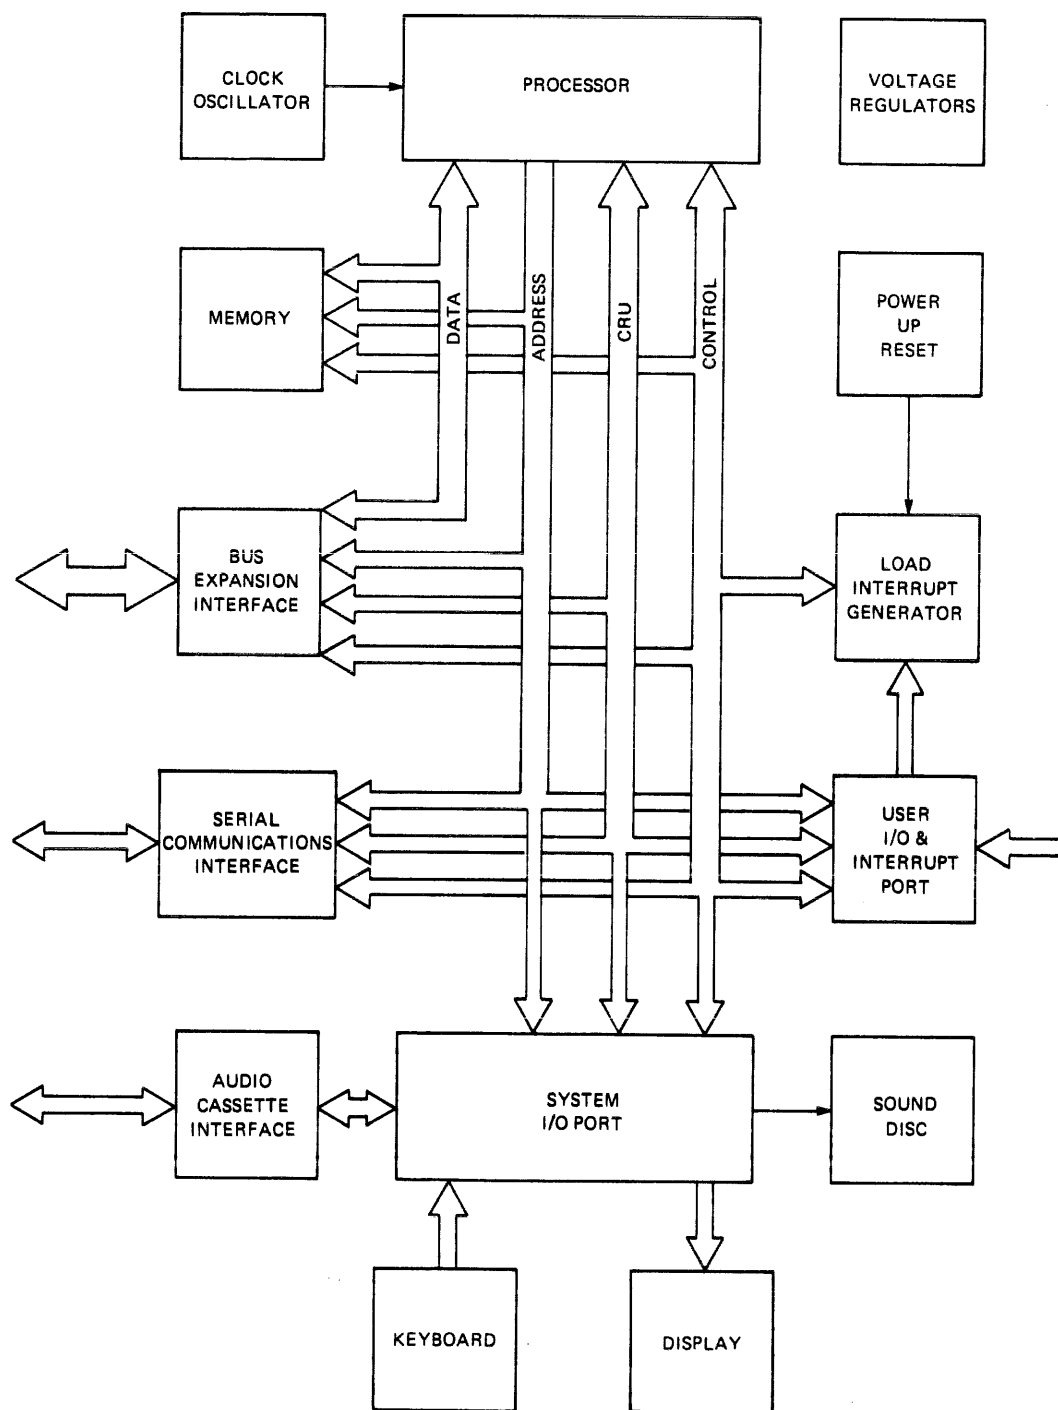 CLOCK
OSCILLATOR
PROCESSOR
VOLTAGE
REGULATORS
MEMORY
DATA
ADDRESS
CRU
CONTROL
POWER
UP
RESET
BUS
EXPANSION
INTERFACE
LOAD
INTERRUPT
GENERATOR
SERIAL
COMMUNICATIONS
INTERFACE
USER
I/O &
INTERRUPT
PORT
AUDIO
CASSETTE
INTERFACE
SYSTEM
I/O PORT
SOUND
DISC
KEYBOARD
DISPLAY